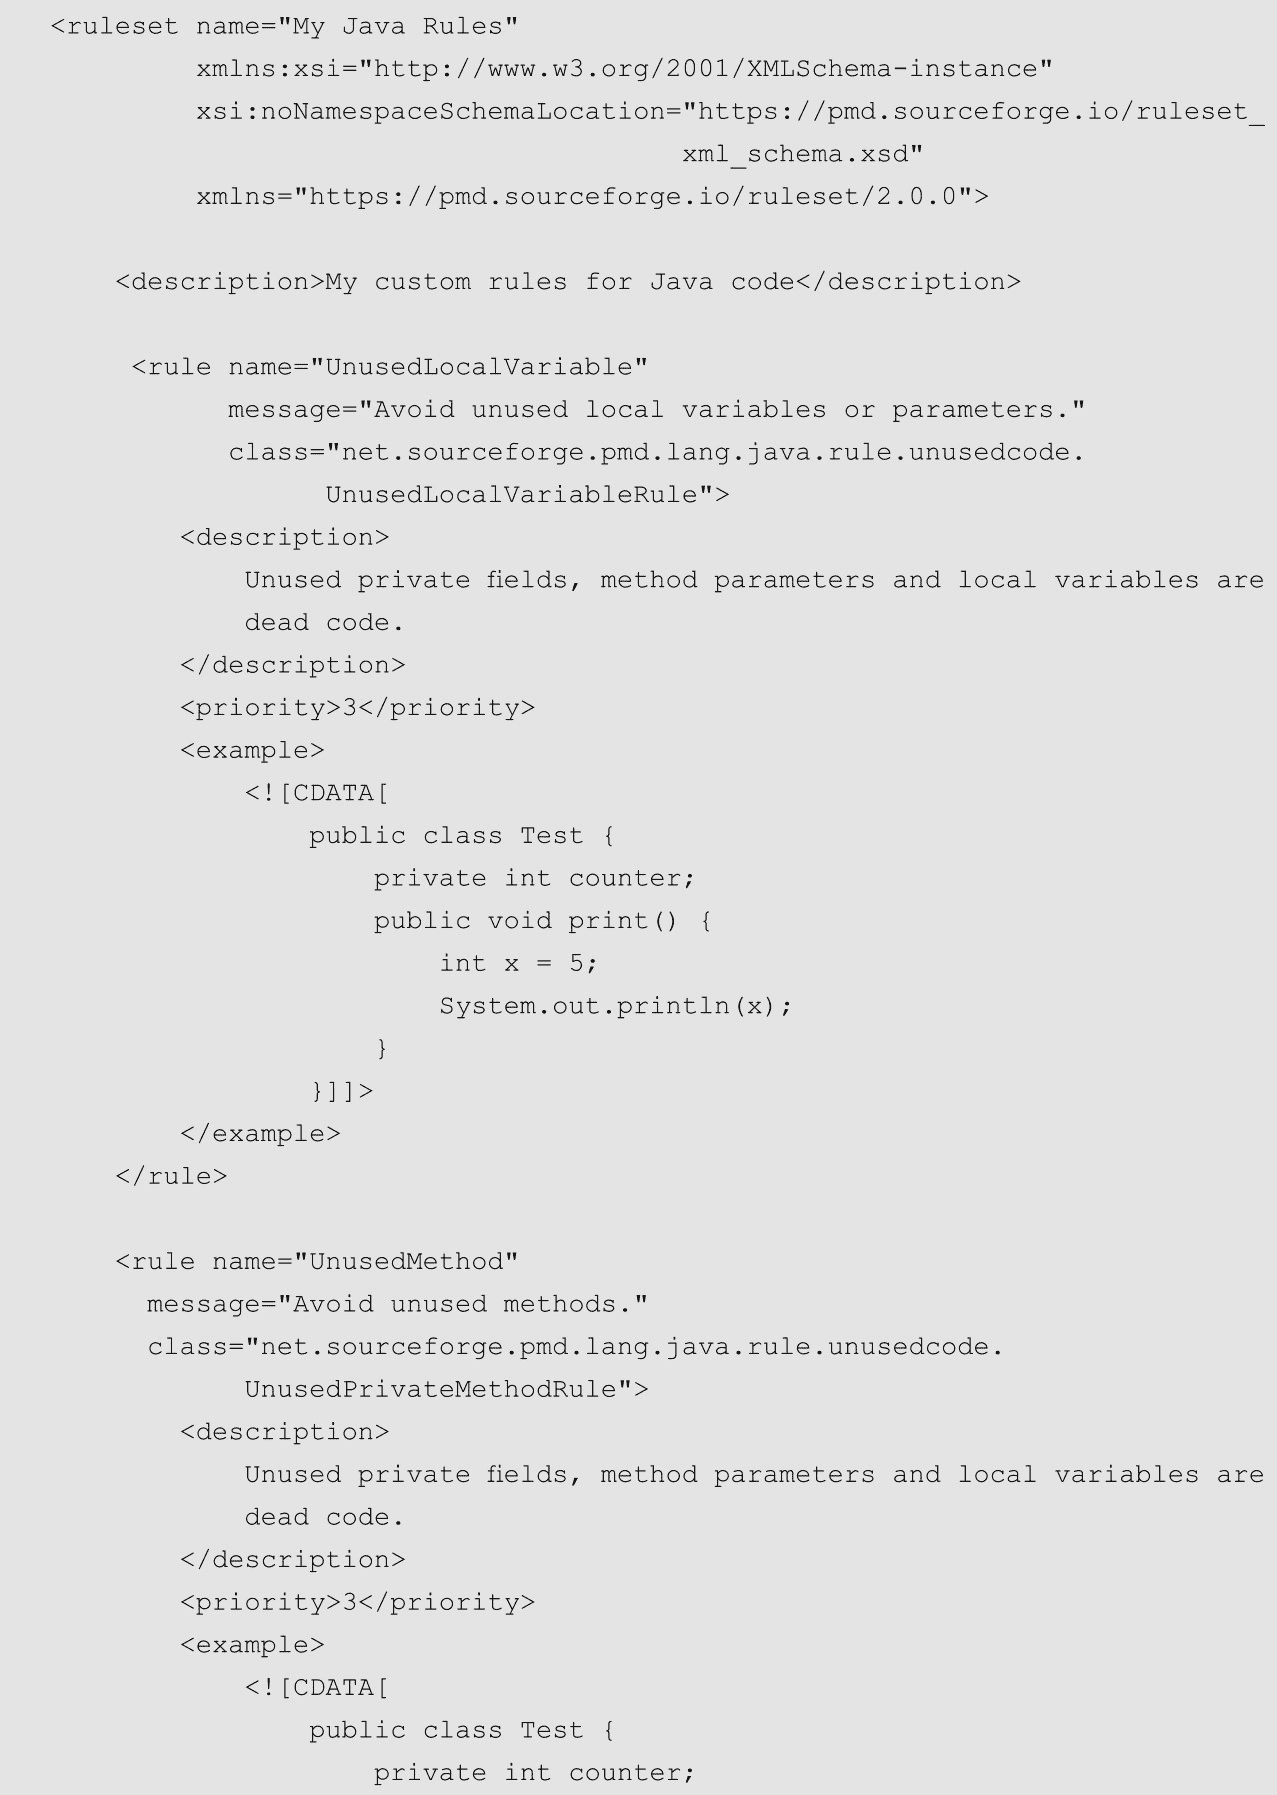 <ruleset name="My Java Rules"
xmlns:xsi="http://www.w3.org/2001/XMLSchema-instance"
xsi:noNamespaceSchemaLocation="https://pmd.sourceforge.io/ruleset_
xml_schema.xsd"
xmlns="https://pmd.sourceforge.io/ruleset/2.0.0">
<description>My custom rules for Java code</description>
<rule name="UnusedLocalVariable"
message="Avoid unused local variables or parameters."
class="net.sourceforge.pmd.lang.java.rule.unusedcode.
UnusedLocalVariableRule">
<description>
Unused private fields, method parameters and local variables are
dead code.
</description>
<priority>3</priority>
<example>
<![CDATA[
public class Test {
private int counter;
public void print() {
int x = 5;
System.out.println(x);
}
}]]>
</example>
</rule>
<rule name="UnusedMethod"
message="Avoid unused methods."
class="net.sourceforge.pmd.lang.java.rule.unusedcode.
UnusedPrivateMethodRule">
<description>
Unused private fields, method parameters and local variables are
dead code.
</description>
<priority>3</priority>
<example>
<![CDATA[
public class Test {
private int counter;